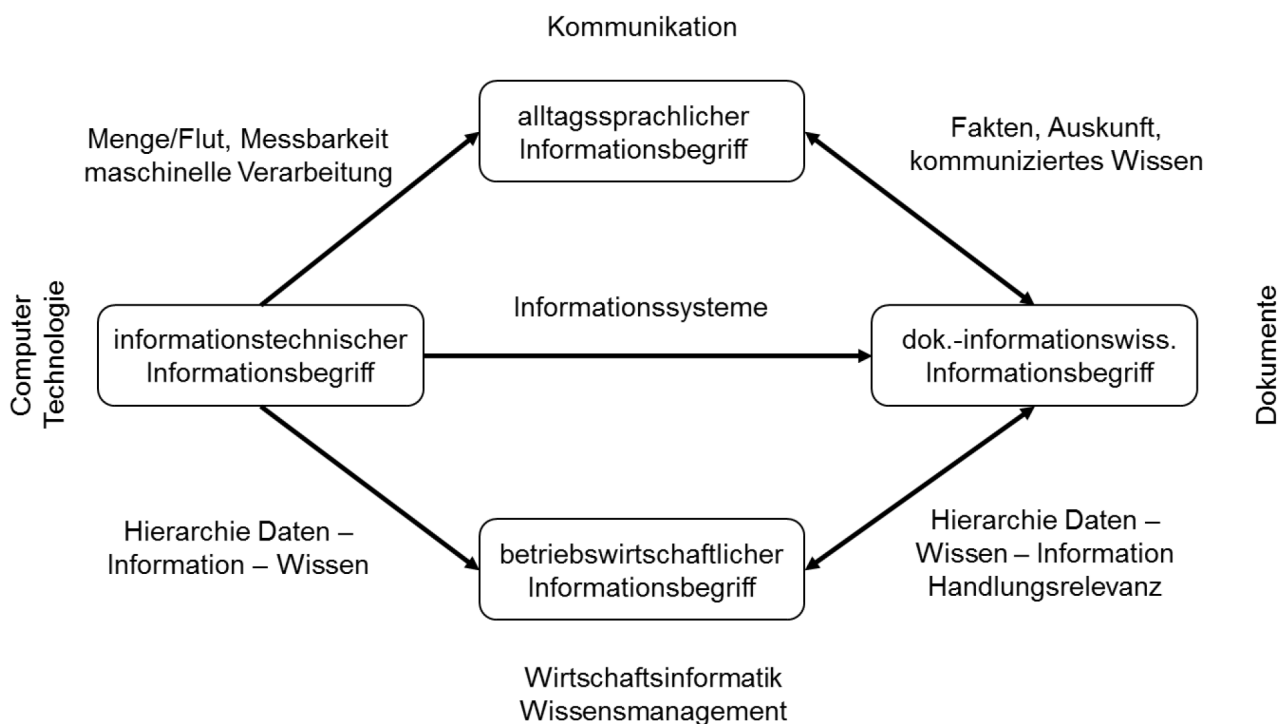 Kommunikation
alltagssprachlicher
Informationsbegriff
Menge/Flut, Messbarkeit
maschinelle Verarbeitung
Fakten, Auskunft,
kommuniziertes Wissen
Computer
Technologie
informationstechnischer
Informationsbegriff
Informationssysteme
dok.-informationswiss.
Informationsbegriff
Dokumente
Hierarchie Daten –
Information – Wissen
betriebswirtschaftlicher
Informationsbegriff
Hierarchie Daten –
Wissen – Information
Handlungsrelevanz
Wirtschaftsinformatik
Wissensmanagement